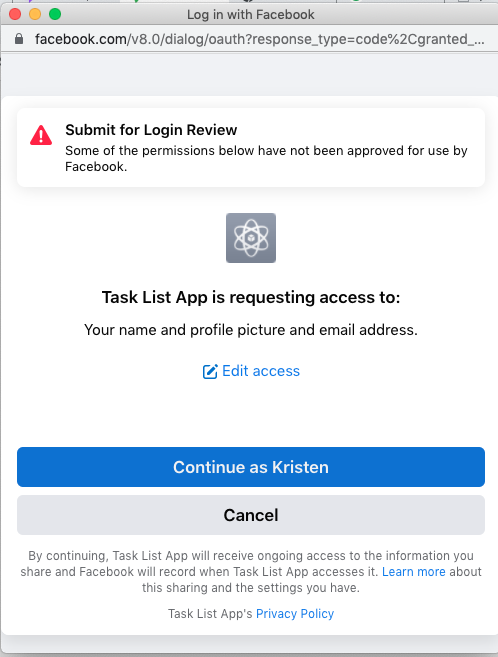 Log in with Facebook
facebook.com/v8.0/dialog/oauth?response_type=code%2Cgranted_...
Submit for Login Review
Some of the permissions below have not been approved for use by
Facebook.
Task List App is requesting access to:
Your name and profile picture and email address.
Edit access
Continue as Kristen
Cancel
By continuing, Task List App will receive ongoing access to the information you
share and Facebook will record when Task List App accesses it. Learn more about
this sharing and the settings you have.
Task List App's Privacy Policy